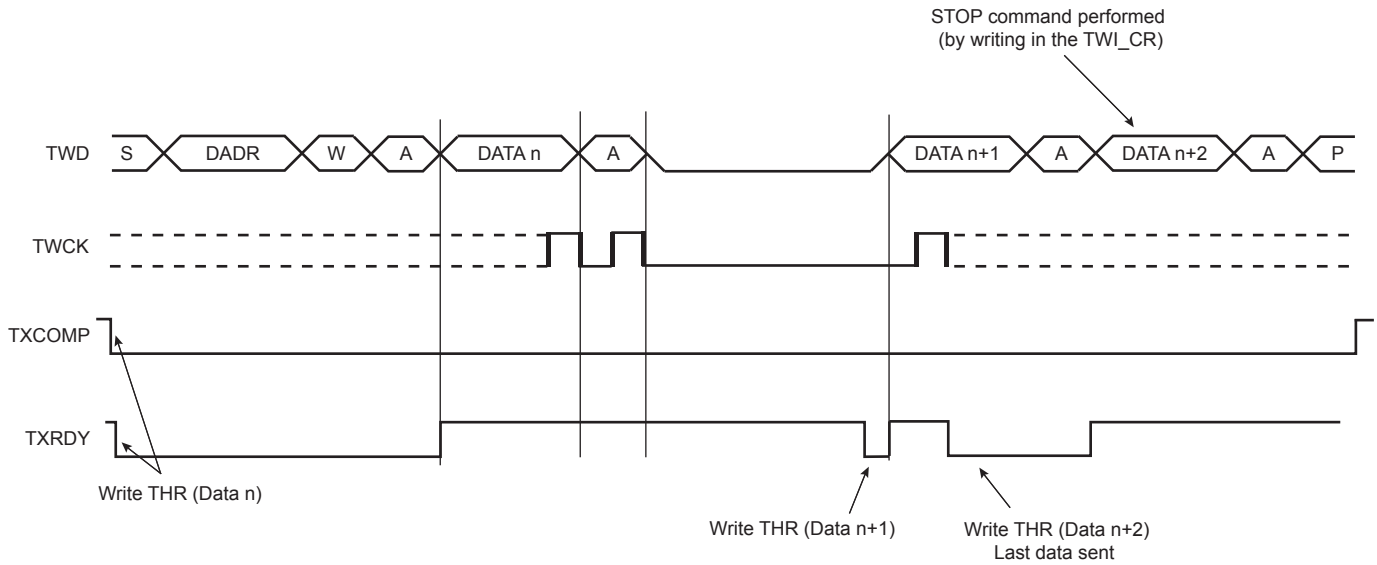 STOP command performed
(by writing in the TWI_CR)
TWD S DADR W A DATA n A DATA n+1 A DATA n+2 A P
TWCK
TXCOMP
TXRDY
Write THR (Data n)
Write THR (Data n+1)
Write THR (Data n+2)
Last data sent